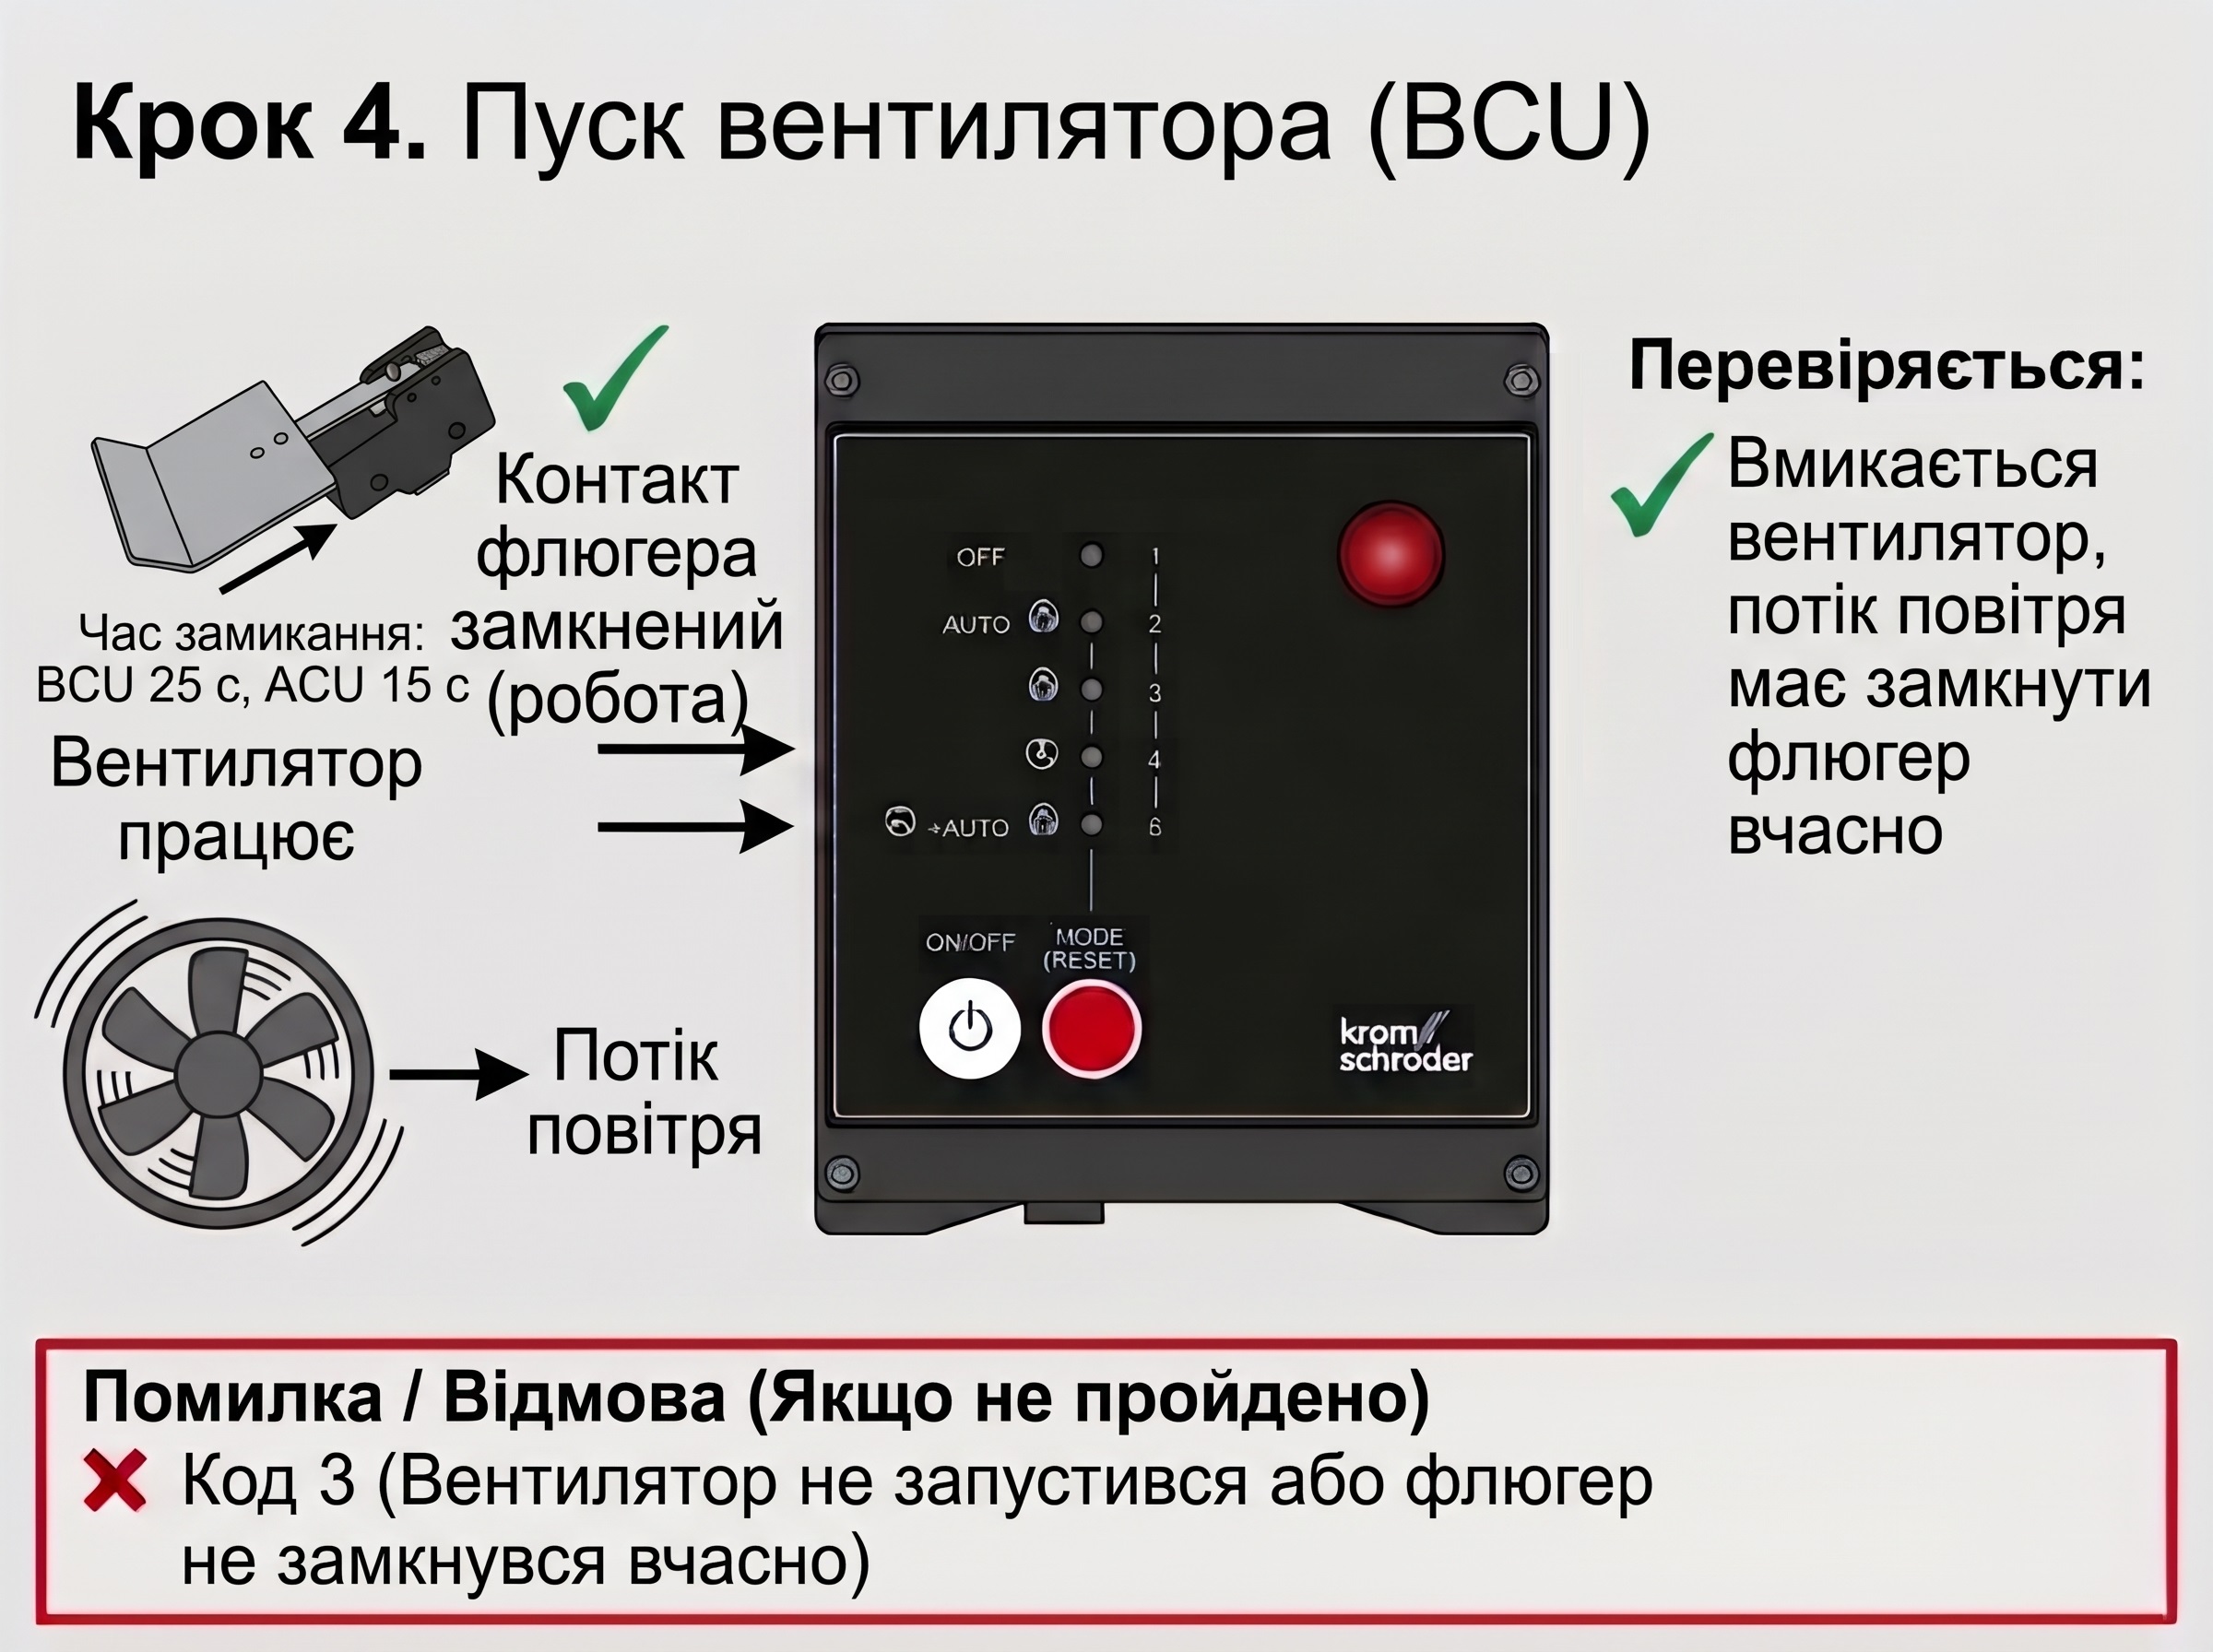 Крок 4. Пуск вентилятора (BCU)
Контакт
флюгера
замкнений
(робота)
Час замикання:
BCU 25 с, ACU 15 с
Вентилятор
працює
Потік
повітря
OFF 1
AUTO 2
3
4
→AUTO 6
ON/OFF
MODE
(RESET)
krom
schroder
Перевіряється:
Вмикається
вентилятор,
потік повітря
має замкнути
флюгер
вчасно
Помилка / Відмова (Якщо не пройдено)
Код 3 (Вентилятор не запустився або флюгер
не замкнувся вчасно)